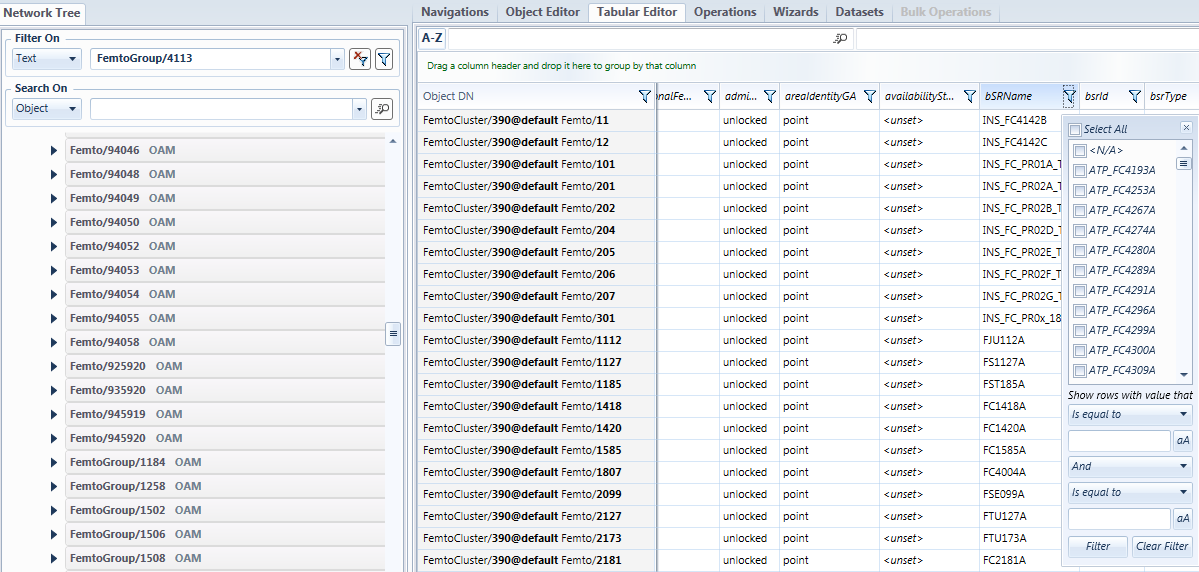 Network Tree
Filter On
Text FemtoGroup/4113
Search On
Object
Femto/94046 OAM
Femto/94048 OAM
Femto/94049 OAM
Femto/94050 OAM
Femto/94052 OAM
Femto/94053 OAM
Femto/94054 OAM
Femto/94055 OAM
Femto/94058 OAM
Femto/925920 OAM
Femto/935920 OAM
Femto/945919 OAM
Femto/945920 OAM
FemtoGroup/1184 OAM
FemtoGroup/1258 OAM
FemtoGroup/1502 OAM
FemtoGroup/1506 OAM
FemtoGroup/1508 OAM
Navigations Object Editor Tabular Editor Operations Wizards Datasets Bulk Operations
A-Z
Drag a column header and drop it here to group by that column
Object DN onalFe... admi... areaIdentityGA availabilitySt... bSRName bsrId bsrType
FemtoCluster/390@default Femto/11 unlocked point <unset> INS_FC4142B
FemtoCluster/390@default Femto/12 unlocked point <unset> INS_FC4142C
FemtoCluster/390@default Femto/101 unlocked point <unset> INS_FC_PR01A_T
FemtoCluster/390@default Femto/201 unlocked point <unset> INS_FC_PR02A_T
FemtoCluster/390@default Femto/202 unlocked point <unset> INS_FC_PR02B_T
FemtoCluster/390@default Femto/204 unlocked point <unset> INS_FC_PR02D_T
FemtoCluster/390@default Femto/205 unlocked point <unset> INS_FC_PR02E_T
FemtoCluster/390@default Femto/206 unlocked point <unset> INS_FC_PR02F_T
FemtoCluster/390@default Femto/207 unlocked point <unset> INS_FC_PR02G_T
FemtoCluster/390@default Femto/301 unlocked point <unset> INS_FC_PR0x_18
FemtoCluster/390@default Femto/1112 unlocked point <unset> FJU112A
FemtoCluster/390@default Femto/1127 unlocked point <unset> FS1127A
FemtoCluster/390@default Femto/1185 unlocked point <unset> FST185A
FemtoCluster/390@default Femto/1418 unlocked point <unset> FC1418A
FemtoCluster/390@default Femto/1420 unlocked point <unset> FC1420A
FemtoCluster/390@default Femto/1585 unlocked point <unset> FC1585A
FemtoCluster/390@default Femto/1807 unlocked point <unset> FC4004A
FemtoCluster/390@default Femto/2099 unlocked point <unset> FSE099A
FemtoCluster/390@default Femto/2127 unlocked point <unset> FTU127A
FemtoCluster/390@default Femto/2173 unlocked point <unset> FTU173A
FemtoCluster/390@default Femto/2181 unlocked point <unset> FC2181A
Select All
<N/A>
ATP_FC4193A
ATP_FC4253A
ATP_FC4267A
ATP_FC4274A
ATP_FC4280A
ATP_FC4289A
ATP_FC4291A
ATP_FC4296A
ATP_FC4299A
ATP_FC4300A
ATP_FC4309A
Show rows with value that
Is equal to
aA
And
Is equal to
aA
Filter Clear Filter